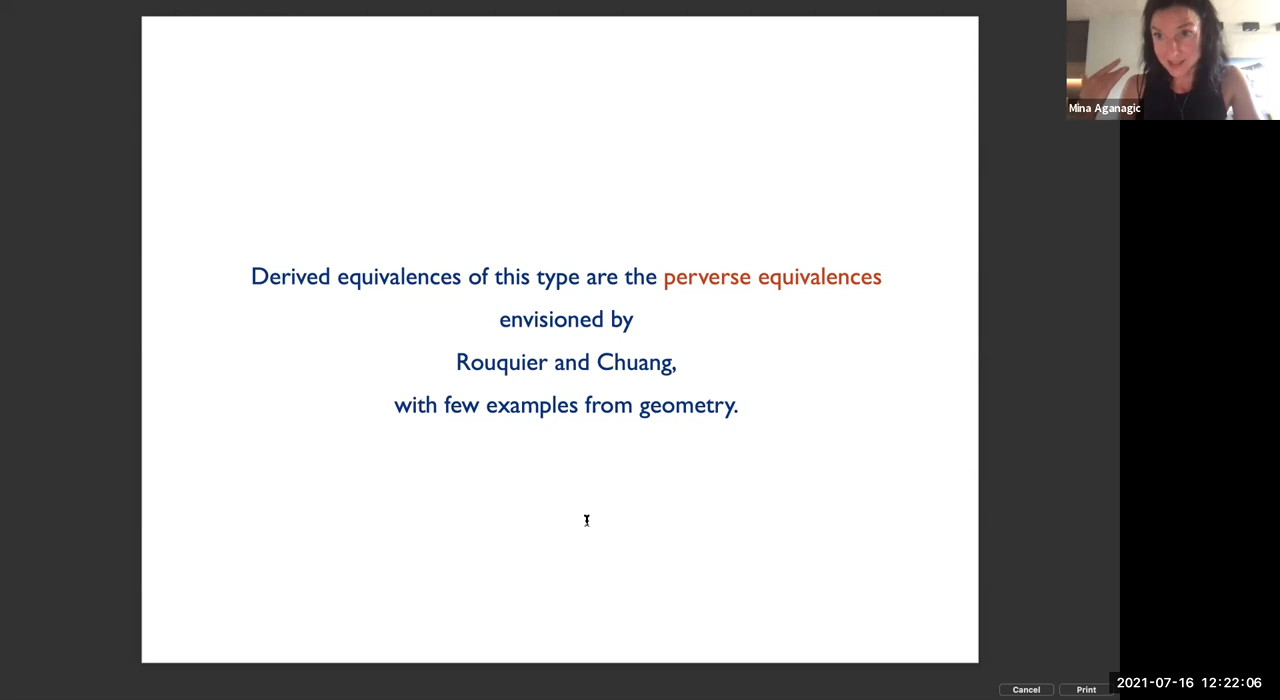 Mina Aganagic
Derived equivalences of this type are the perverse equivalences
envisioned by
Rouquier and Chuang,
with few examples from geometry.
Cancel
Print
2021-07-16 12:22:06